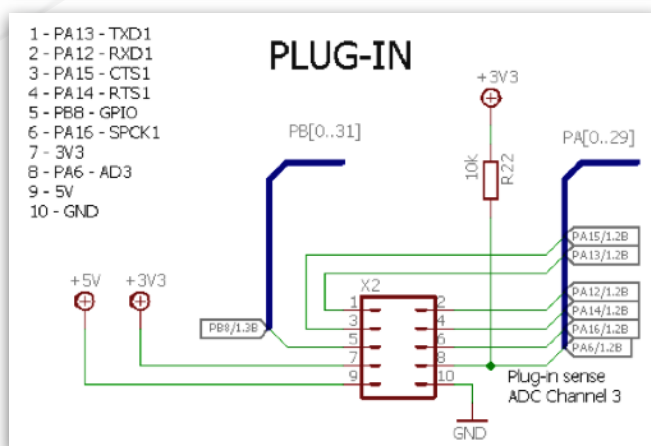 1 - PA13 - TXD1
2 - PA12 - RXD1
3 - PA15 - CTS1
4 - PA14 - RTS1
5 - PB8 - GPIO
6 - PA16 - SPCK1
7 - 3V3
8 - PA6 - AD3
9 - 5V
10 - GND
PLUG-IN
+3V3
PB[0..31]
PA[0..29]
10k
R22
PA15/1.2B
PA13/1.2B
+5V
+3V3
X2
PA12/1.2B
PA14/1.2B
PA16/1.2B
PA6/1.2B
PB8/1.3B
1 2
3 4
5 6
7 8
9 10
Plug-in sense
ADC Channel 3
GND